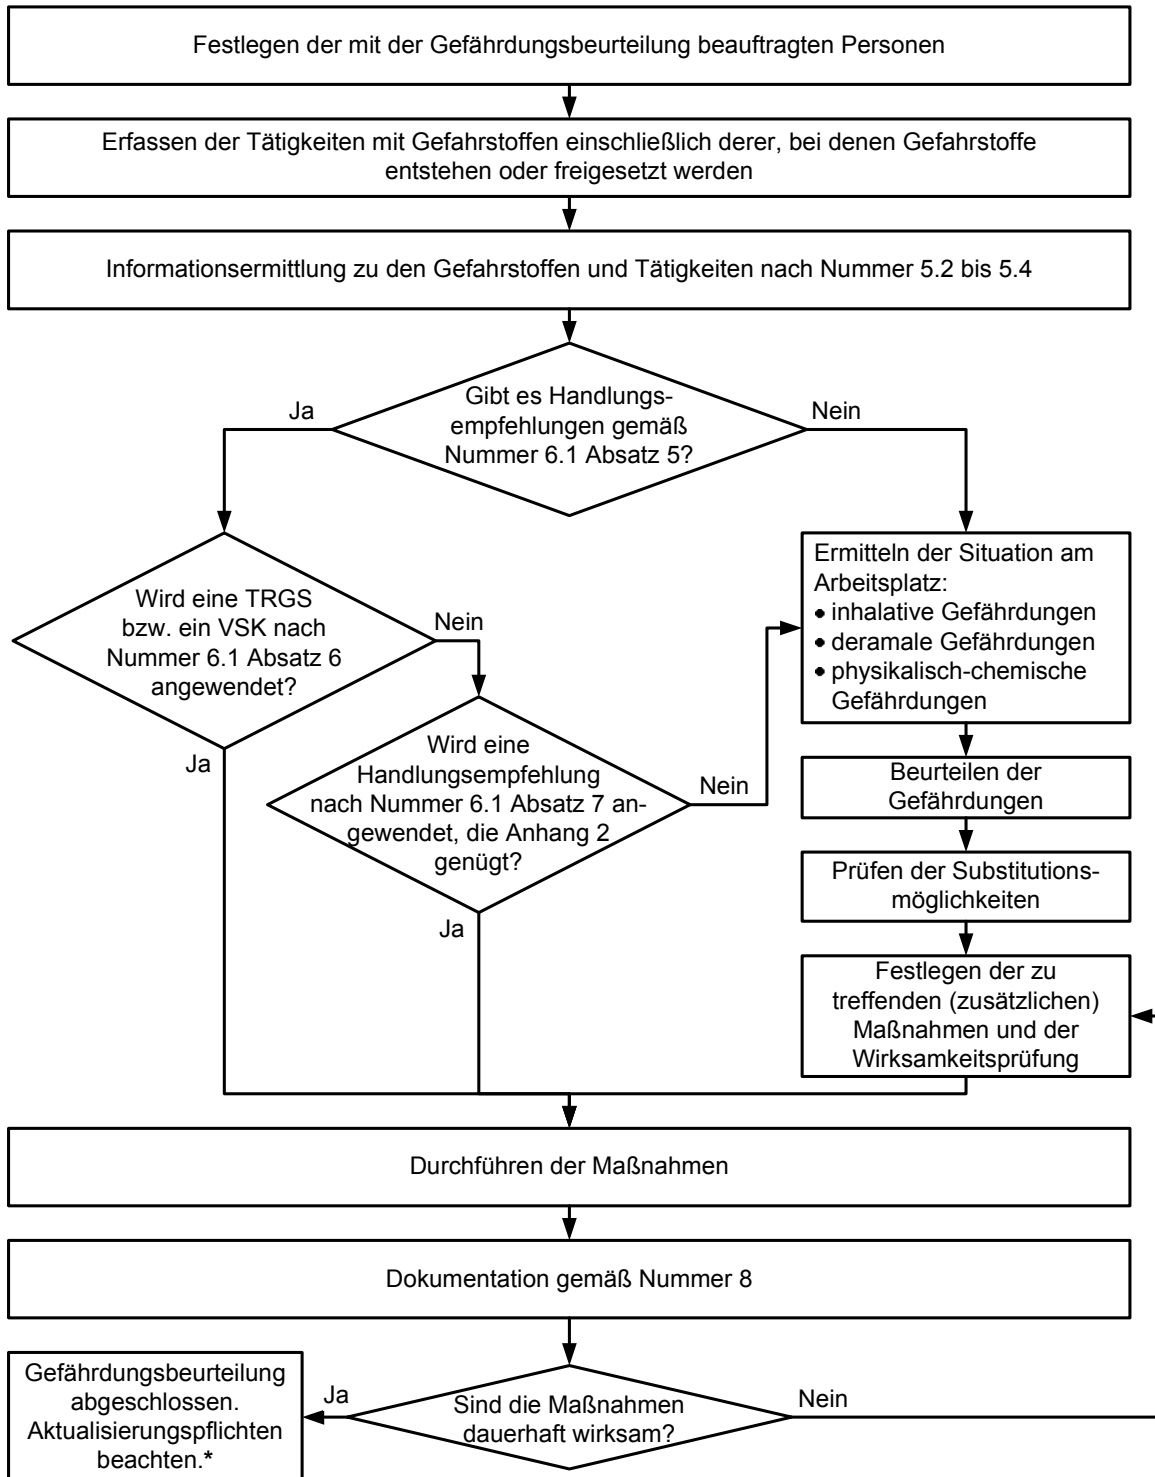 Festlegen der mit der Gefährdungsbeurteilung beauftragten Personen
Erfassen der Tätigkeiten mit Gefahrstoffen einschließlich derer, bei denen Gefahrstoffe
entstehen oder freigesetzt werden
Informationsermittlung zu den Gefahrstoffen und Tätigkeiten nach Nummer 5.2 bis 5.4
Gibt es Handlungs-
empfehlungen gemäß
Nummer 6.1 Absatz 5?
Ja
Nein
Wird eine TRGS
bzw. ein VSK nach
Nummer 6.1 Absatz 6
angewendet?
Nein
Ja
Wird eine
Handlungsempfehlung
nach Nummer 6.1 Absatz 7 an-
gewendet, die Anhang 2
genügt?
Nein
Ja
Ermitteln der Situation am
Arbeitsplatz:
• inhalative Gefährdungen
• deramale Gefährdungen
• physikalisch-chemische
Gefährdungen
Beurteilen der
Gefährdungen
Prüfen der Substitutions-
möglichkeiten
Festlegen der zu
treffenden (zusätzlichen)
Maßnahmen und der
Wirksamkeitsprüfung
Durchführen der Maßnahmen
Dokumentation gemäß Nummer 8
Sind die Maßnahmen
dauerhaft wirksam?
Ja
Nein
Gefährdungsbeurteilung
abgeschlossen.
Aktualisierungspflichten
beachten.*